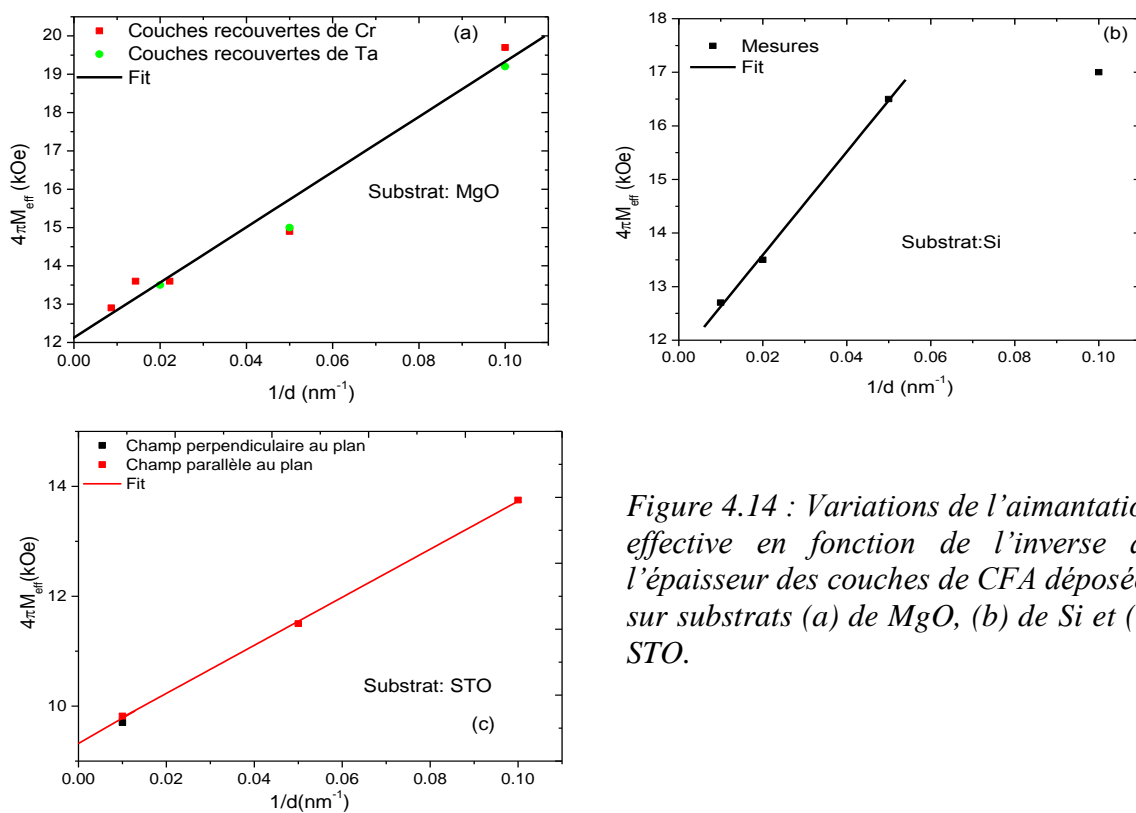 Couches recouvertes de Cr
Couches recouvertes de Ta
Fit
(a)
Substrat: MgO
4πM_eff (kOe)
20
19
18
17
16
15
14
13
12
0.00 0.02 0.04 0.06 0.08 0.10
1/d (nm⁻¹)
Mesures
Fit
(b)
Substrat:Si
4πM_eff (kOe)
18
17
16
15
14
13
12
0.00 0.02 0.04 0.06 0.08 0.10
1/d (nm⁻¹)
Champ perpendiculaire au plan
Champ parallèle au plan
Fit
Substrat: STO
(c)
4πM_eff(kOe)
14
12
10
0.00 0.02 0.04 0.06 0.08 0.10
1/d(nm⁻¹)
Figure 4.14 : Variations de l’aimantation
effective en fonction de l’inverse
l’épaisseur des couches de CFA
sur substrats (a) de MgO, (b) de Si et
STO.